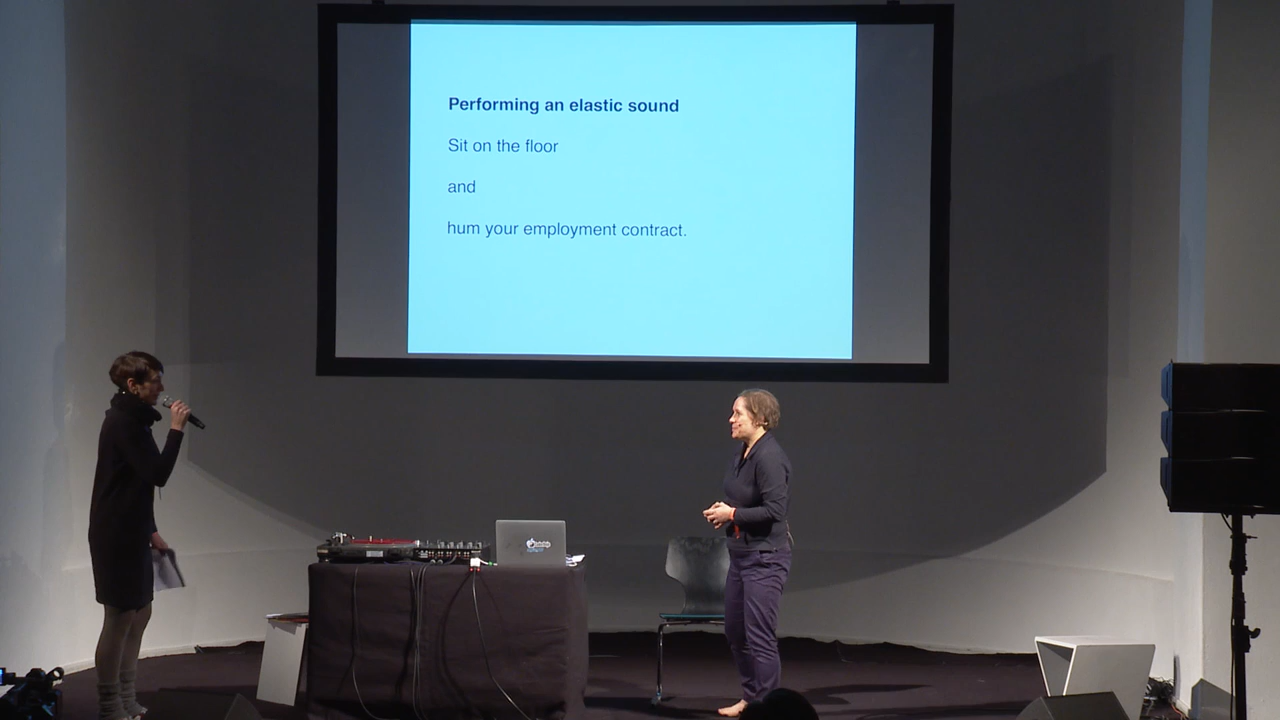 Performing an elastic sound
Sit on the floor
and
hum your employment contract.